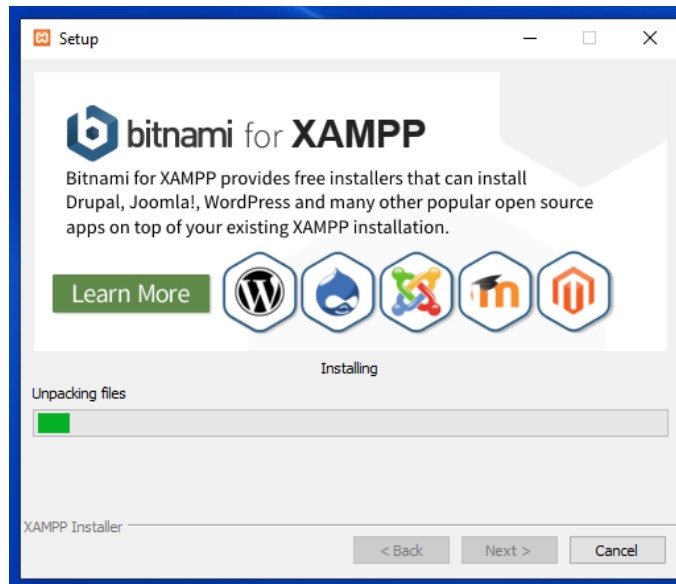 Setup
bitnami for XAMPP
Bitnami for XAMPP provides free installers that can install
Drupal, Joomla!, WordPress and many other popular open source
apps on top of your existing XAMPP installation.
Learn More
Installing
Unpacking files
XAMPP Installer
< Back Next > Cancel